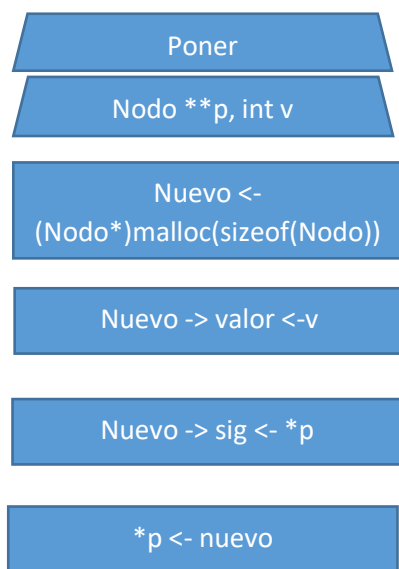 Poner
Nodo **p, int v
Nuevo <-
(Nodo*)malloc(sizeof(Nodo))
Nuevo -> valor <-v
Nuevo -> sig <- *p
*p <- nuevo